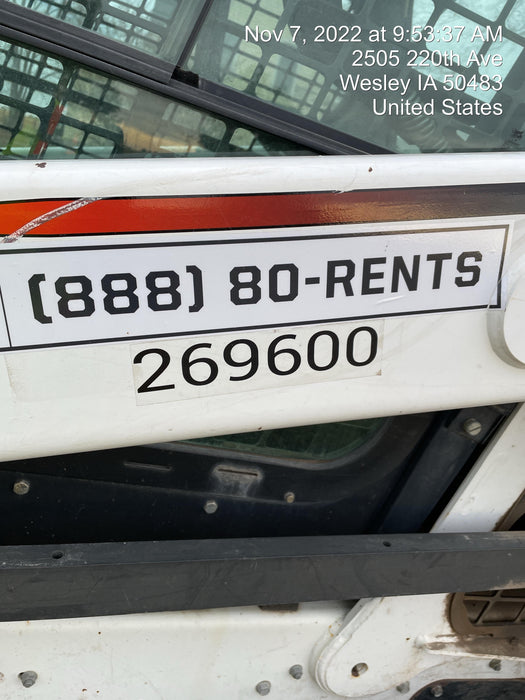 Nov 7, 2022 at 9:53:37 AM
2505 220th Ave
Wesley IA 50483
United States
(888) 80-RENTS
269600